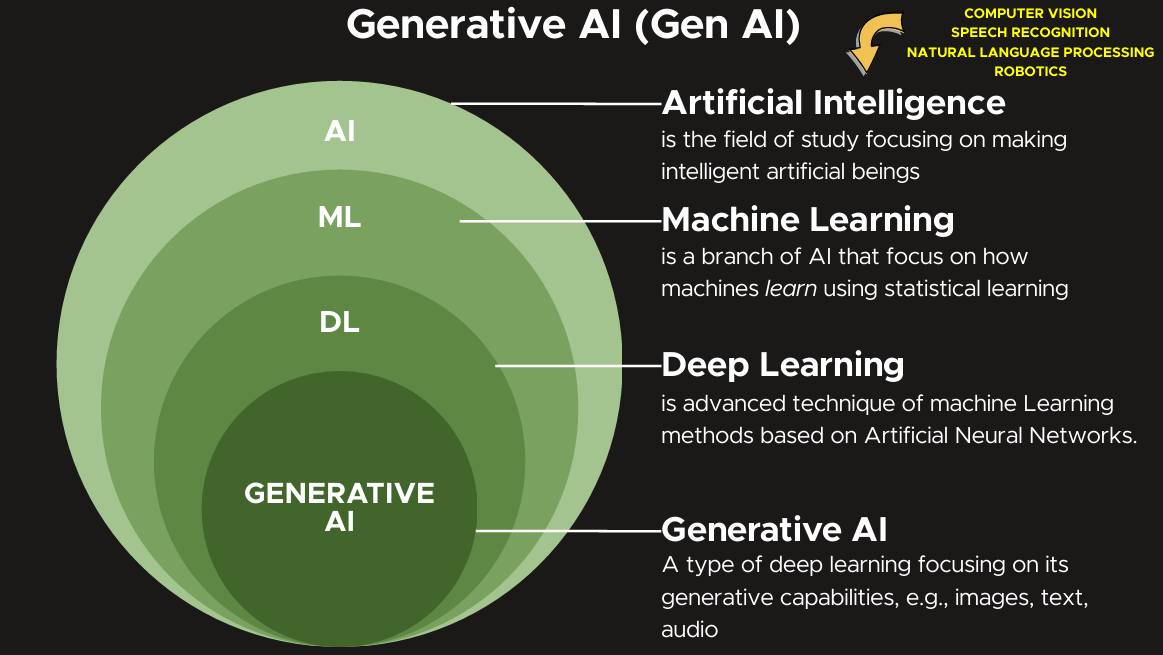 Generative AI (Gen AI)
COMPUTER VISION
SPEECH RECOGNITION
NATURAL LANGUAGE PROCESSING
ROBOTICS
AI
ML
DL
GENERATIVE
AI
Artificial Intelligence
is the field of study focusing on making
intelligent artificial beings
Machine Learning
is a branch of AI that focus on how
machines learn using statistical learning
Deep Learning
is advanced technique of machine Learning
methods based on Artificial Neural Networks.
Generative AI
A type of deep learning focusing on its
generative capabilities, e.g., images, text,
audio